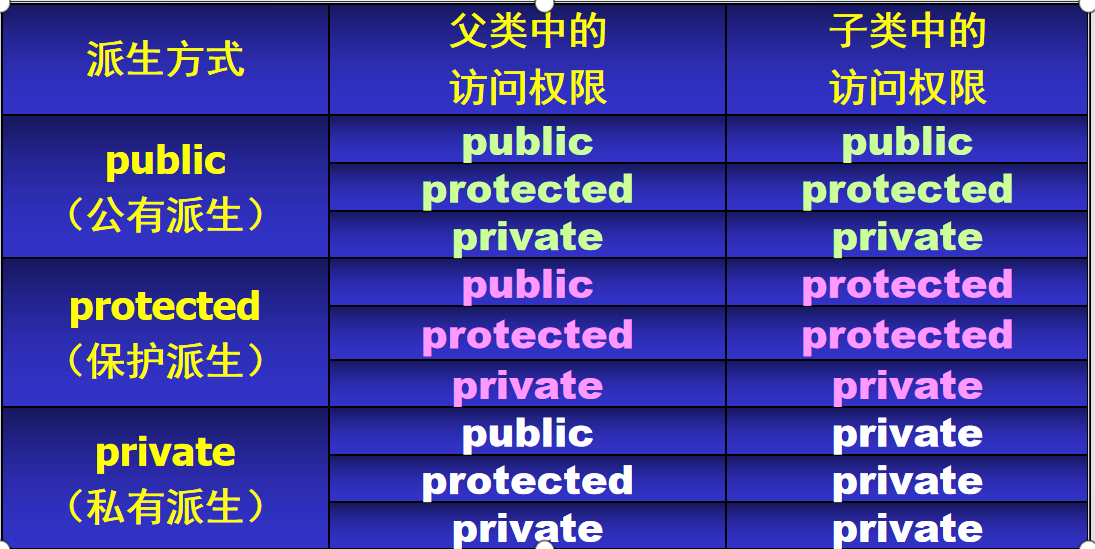 派生方式
父类中的
访问权限
子类中的
访问权限
public
（公有派生）
public
public
protected
protected
private
private
protected
（保护派生）
public
protected
protected
protected
private
private
private
（私有派生）
public
private
protected
private
private
private